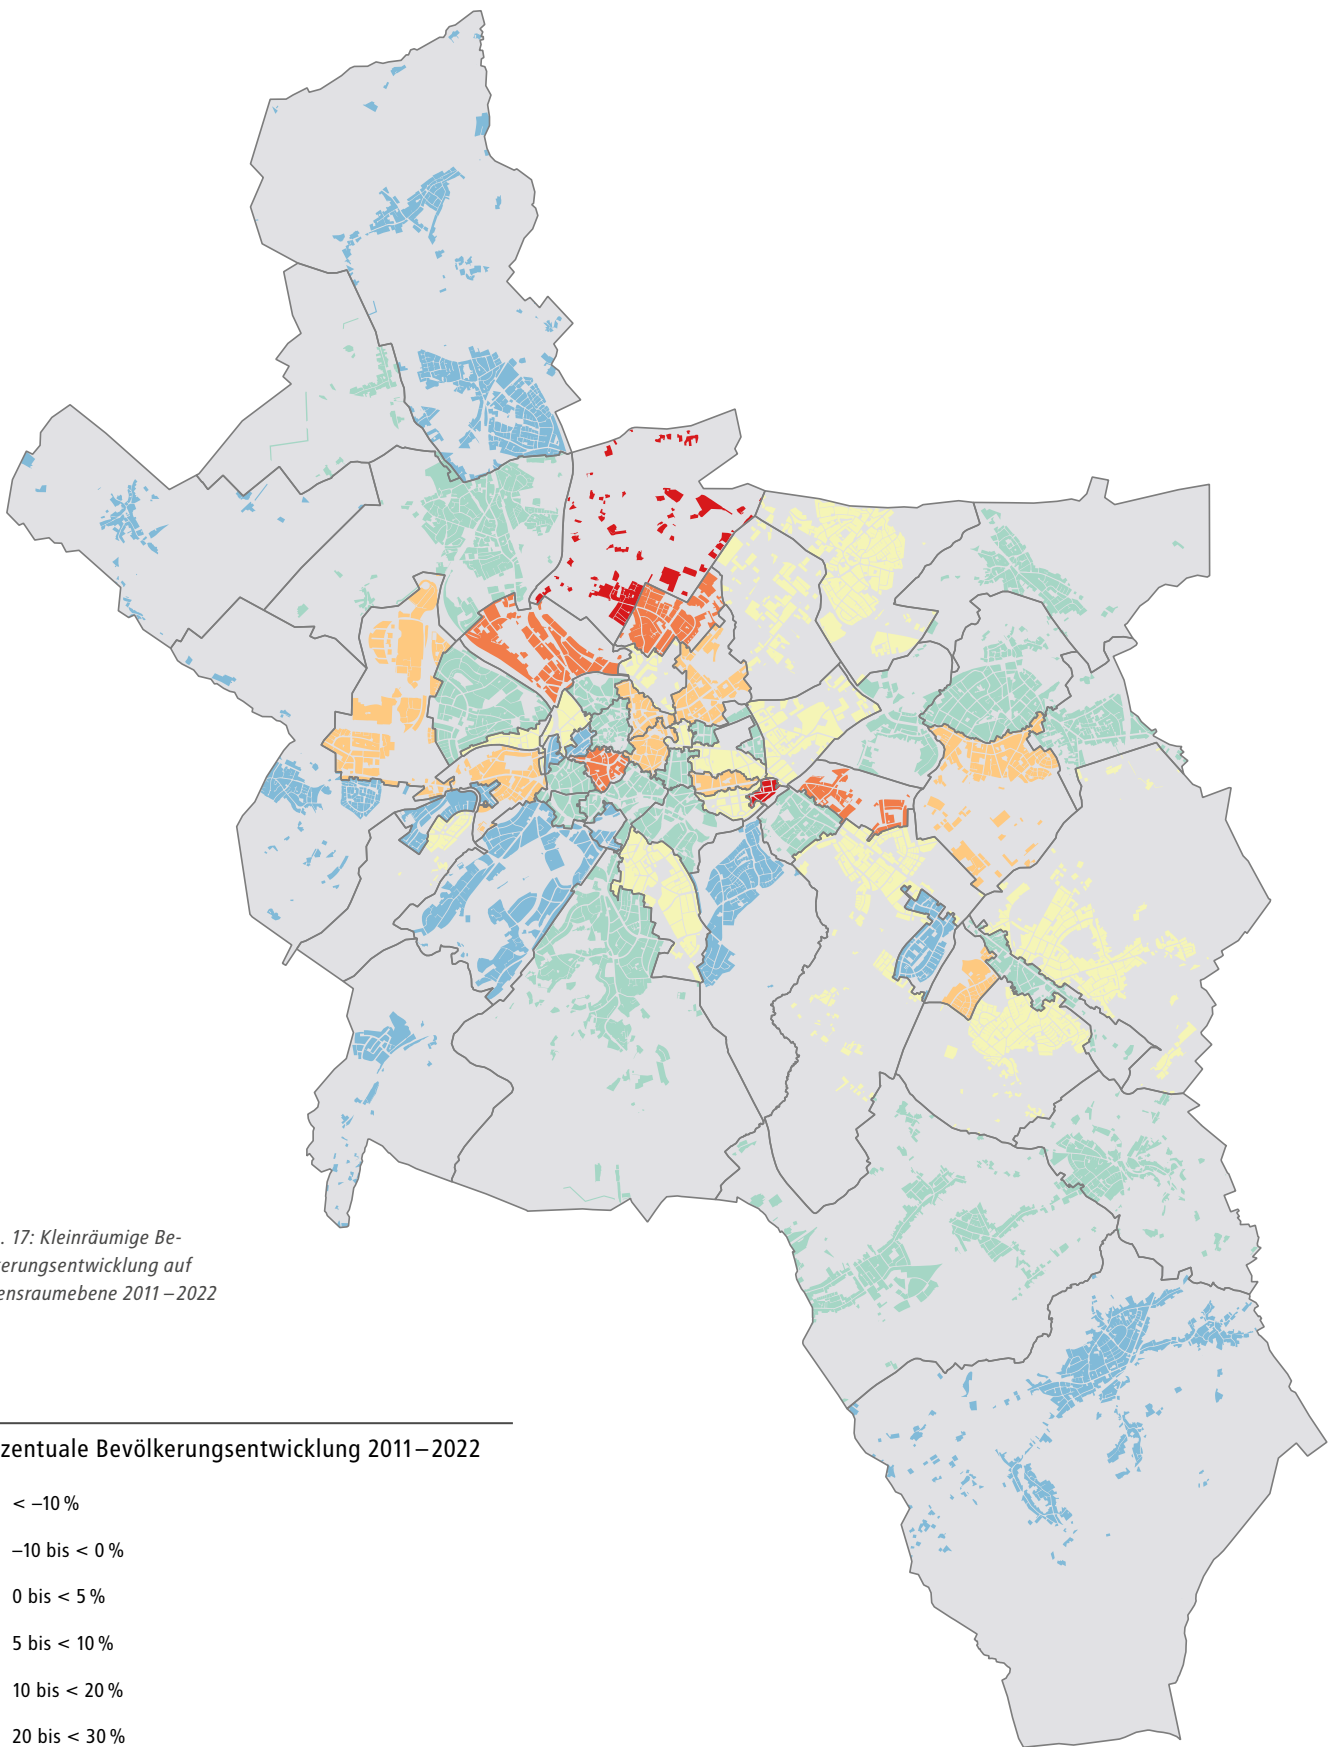 . 17: Kleinräumige Be-
erungsentwicklung auf
ensraumebene 2011 – 2022
zentuale Bevölkerungsentwicklung 2011 – 2022
< –10 %
–10 bis < 0 %
0 bis < 5 %
5 bis < 10 %
10 bis < 20 %
20 bis < 30 %